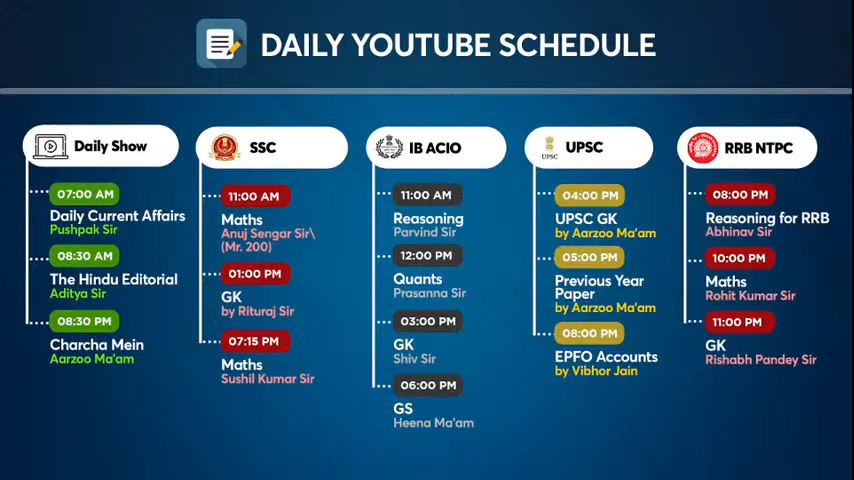 DAILY YOUTUBE SCHEDULE
Daily Show
07:00 AM
Daily Current Affairs
Pushpak Sir
08:30 AM
The Hindu Editorial
Aditya Sir
08:30 PM
Charcha Mein
Aarzoo Ma'am
SSC
11:00 AM
Maths
Anuj Sengar Sir\
(Mr. 200)
01:00 PM
GK
by Rituraj Sir
07:15 PM
Maths
Sushil Kumar Sir
IB ACIO
11:00 AM
Reasoning
Parvind Sir
12:00 PM
Quants
Prasanna Sir
03:00 PM
GK
Shiv Sir
06:00 PM
GS
Heena Ma'am
UPSC
UPSC
04:00 PM
UPSC GK
by Aarzoo Ma'am
05:00 PM
Previous Year
Paper
by Aarzoo Ma'am
08:00 PM
EPFO Accounts
by Vibhor Jain
RRB NTPC
08:00 PM
Reasoning for RRB
Abhinav Sir
10:00 PM
Maths
Rohit Kumar Sir
11:00 PM
GK
Rishabh Pandey Sir